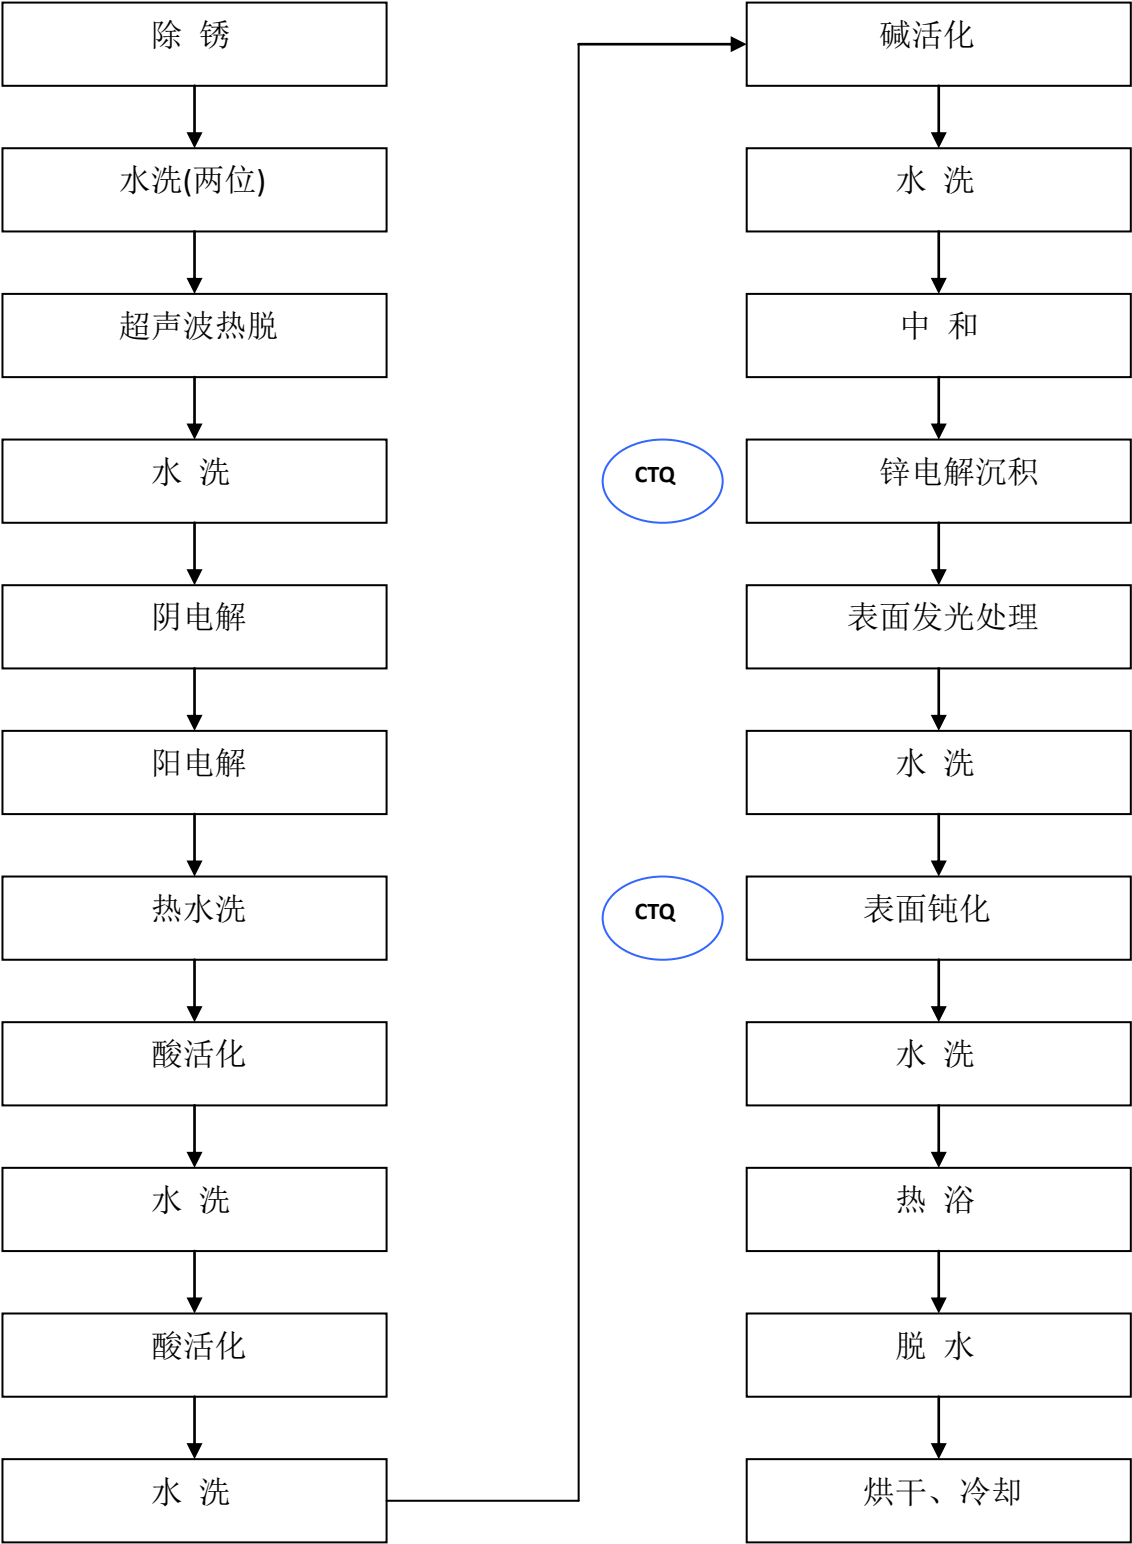 除 锈
水洗(两位)
超声波热脱
水 洗
阴电解
阳电解
热水洗
酸活化
水 洗
酸活化
水 洗
碱活化
水 洗
中 和
CTQ
锌电解沉积
表面发光处理
水 洗
CTQ
表面钝化
水 洗
热 浴
脱 水
烘干、冷却